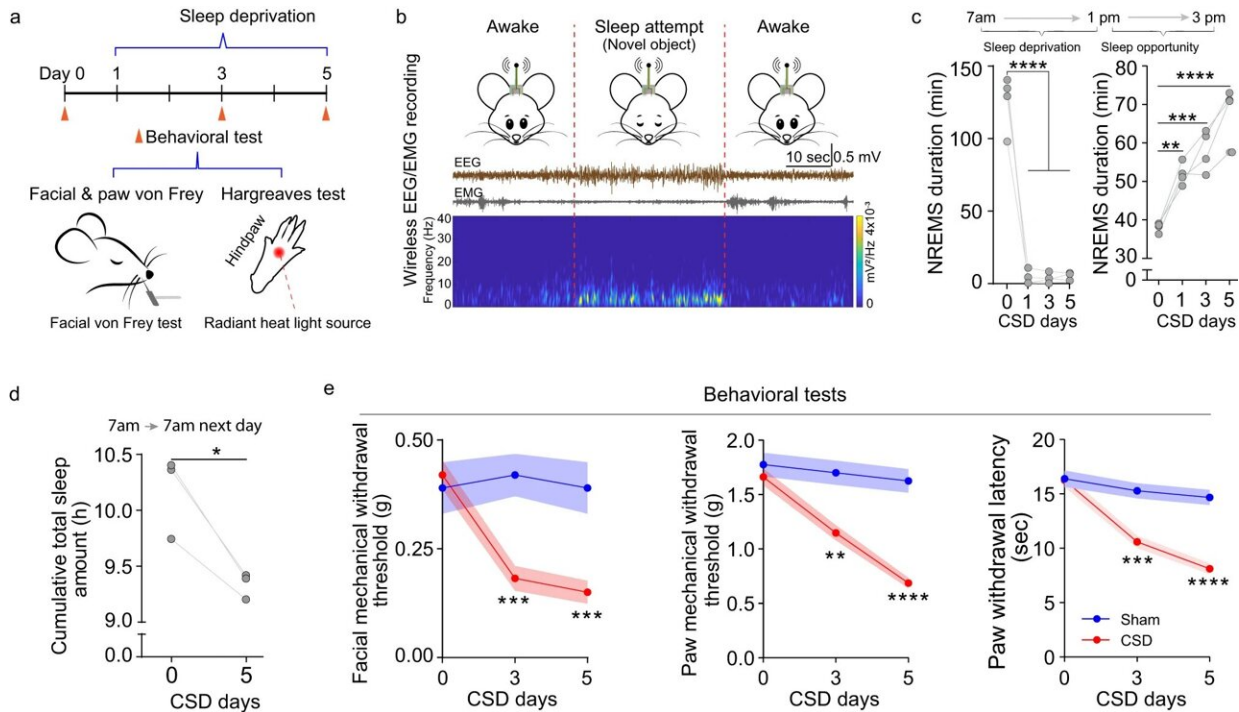 a
Sleep deprivation
Day 0 1 3 5
Behavioral test
Facial & paw von Frey
Hargreaves test
Hindpaw
Facial von Frey test
Radiant heat light source
b
Awake
Sleep attempt
(Novel object)
Awake
Wireless EEG/EMG recording
EEG
10 sec
0.5 mV
EMG
Frequency (Hz)
40
30
20
10
0
4x10⁻³
mV²/Hz
0
c
7am
1 pm
3 pm
Sleep deprivation
Sleep opportunity
NREMS duration (min)
150
100
50
0
****
0 1 3 5
CSD days
NREMS duration (min)
80
70
60
50
40
30
0
****
***
**
0 1 3 5
CSD days
d
7am → 7am next day
Cumulative total sleep
amount (h)
10.5
10.0
9.5
9.0
0.0
*
0 5
CSD days
e
Behavioral tests
Facial mechanical withdrawal
threshold (g)
0.50
0.25
0.00
***
***
0 3 5
CSD days
Paw mechanical withdrawal
threshold (g)
2.0
1.5
1.0
0.5
0.0
**
****
0 3 5
CSD days
Paw withdrawal latency
(sec)
20
15
10
5
0
***
****
Sham
CSD
0 3 5
CSD days